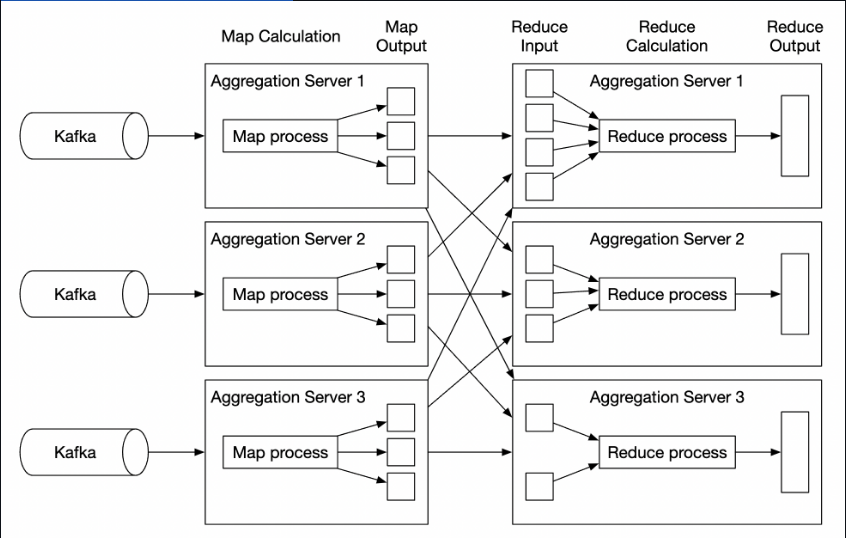 Map Calculation
Map
Output
Reduce
Input
Reduce
Calculation
Reduce
Output
Kafka
Aggregation Server 1
Map process
Aggregation Server 1
Reduce process
Kafka
Aggregation Server 2
Map process
Aggregation Server 2
Reduce process
Kafka
Aggregation Server 3
Map process
Aggregation Server 3
Reduce process